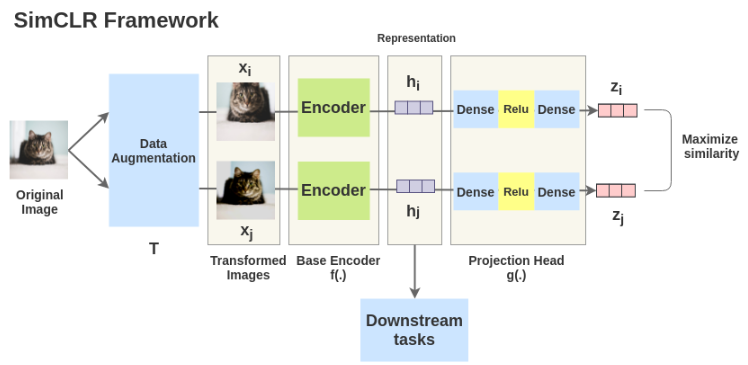 SimCLR Framework
Representation
xi
hi
zi
Encoder
Dense
Relu
Dense
Data
Augmentation
Maximize
similarity
Original
Image
Encoder
Dense
Relu
Dense
xj
hj
zj
T
Transformed
Images
Base Encoder
f(.)
Projection Head
g(.)
Downstream
tasks